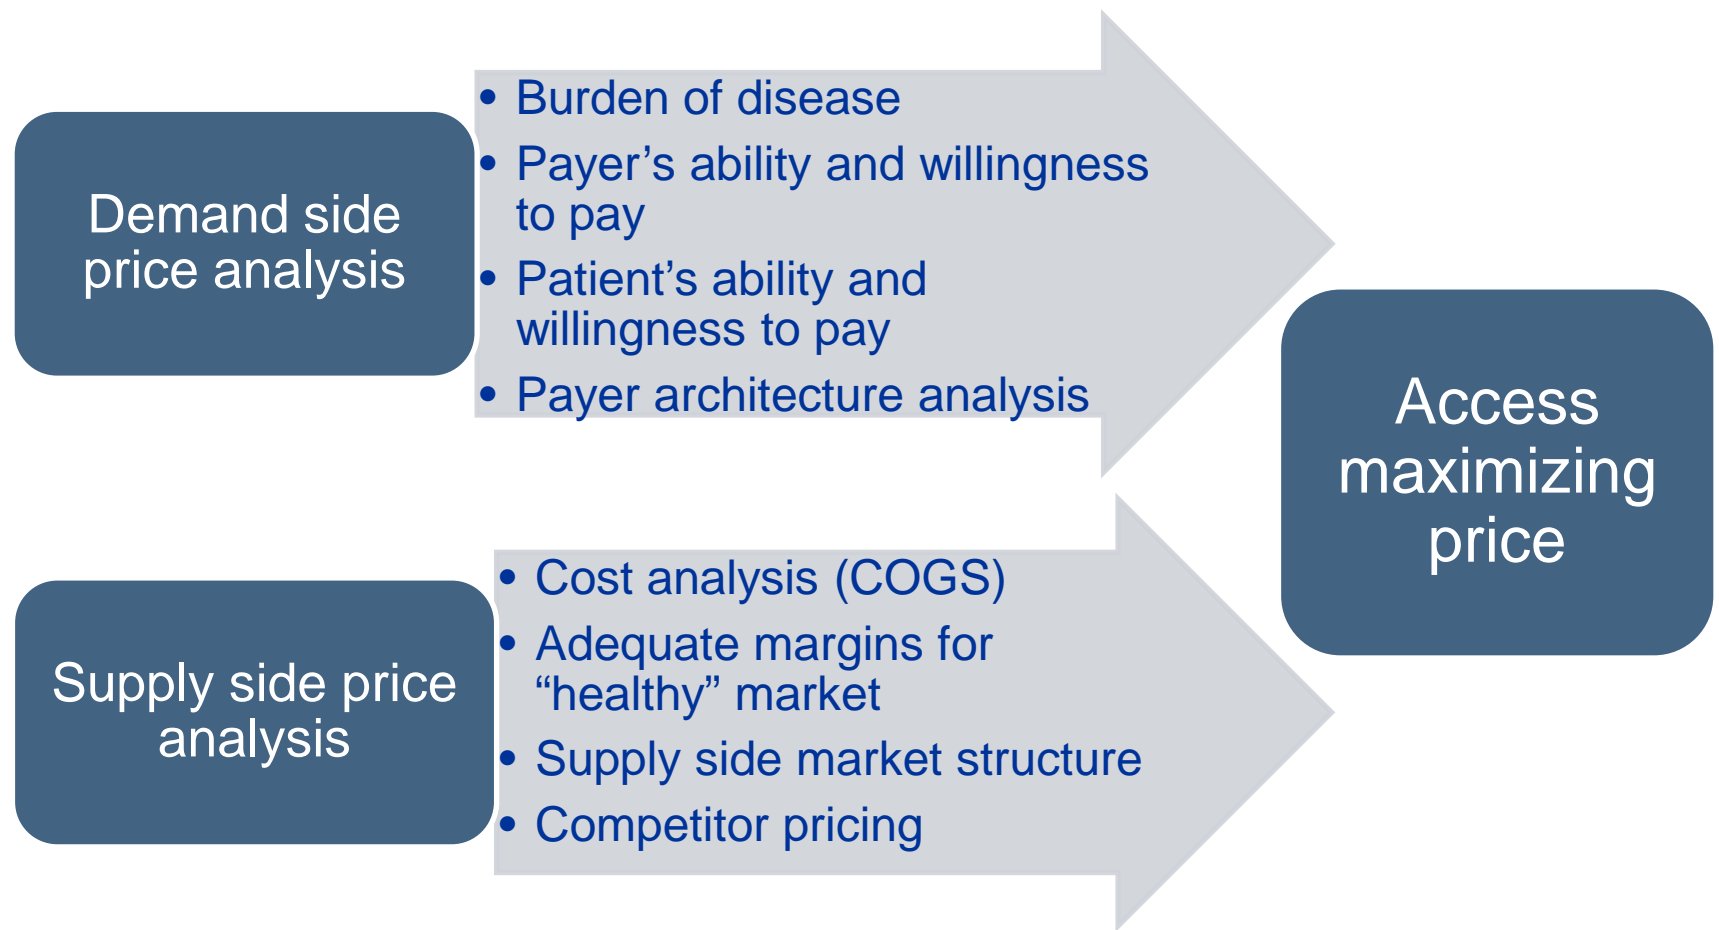 Demand side
price analysis
• Burden of disease
• Payer’s ability and willingness
to pay
• Patient’s ability and
willingness to pay
• Payer architecture analysis
Supply side price
analysis
• Cost analysis (COGS)
• Adequate margins for
“healthy” market
• Supply side market structure
• Competitor pricing
Access
maximizing
price